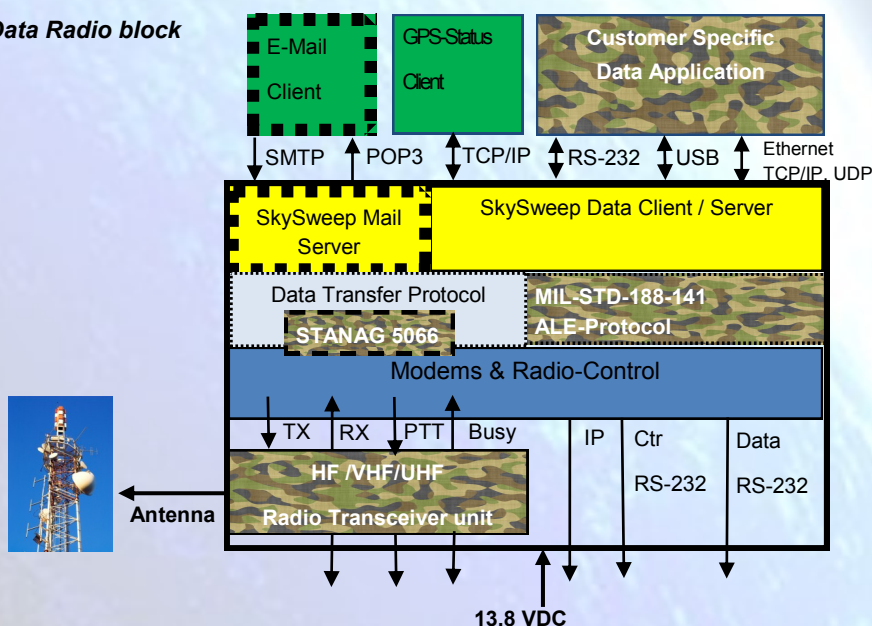 Data Radio block
E-Mail
Client
GPS-Status
Client
Customer Specific
Data Application
SMTP
POP3
TCP/IP
RS-232
USB
Ethernet
TCP/IP, UDP
SkySweep Mail
Server
SkySweep Data Client / Server
Data Transfer Protocol
MIL-STD-188-141
ALE-Protocol
STANAG 5066
Modems & Radio-Control
TX
RX
PTT
Busy
IP
Ctr
RS-232
Data
RS-232
HF /VHF/UHF
Radio Transceiver unit
Antenna
13.8 VDC